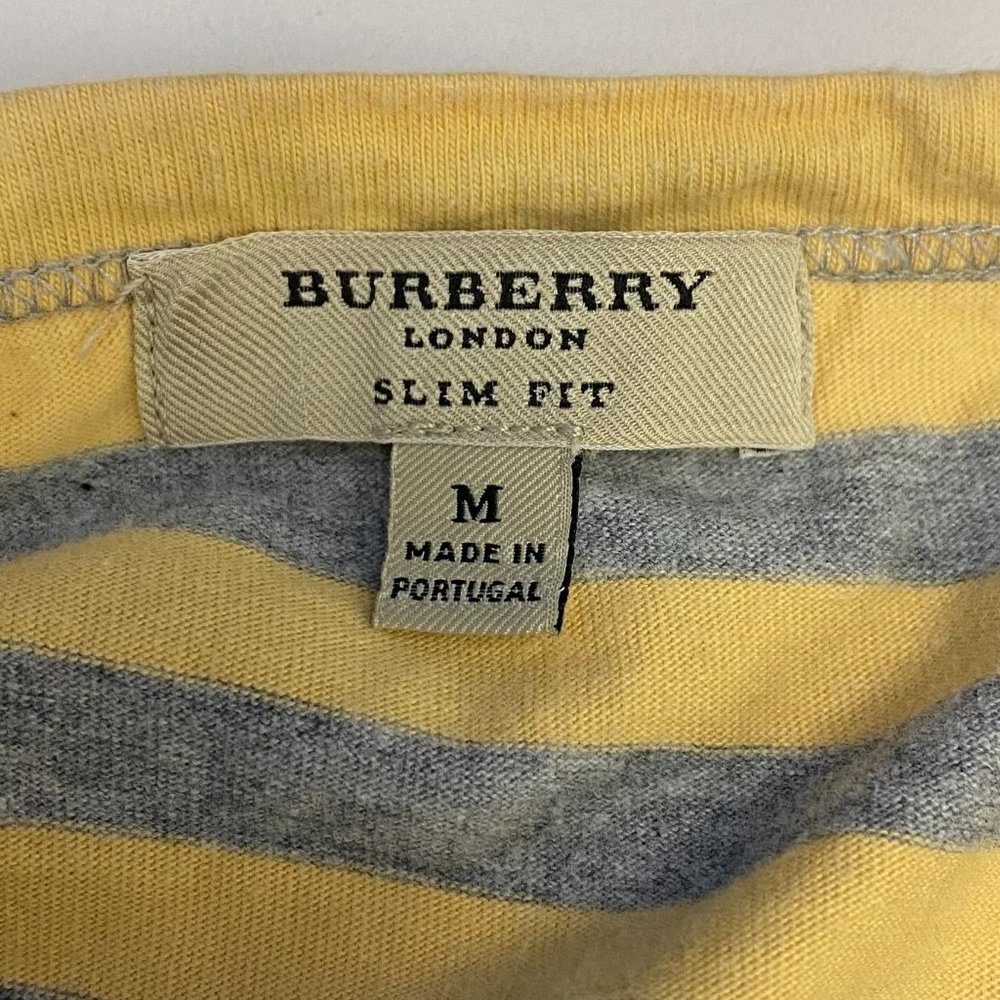 BURBERRY
LONDON
SLIM FIT
M
MADE IN
PORTUGAL